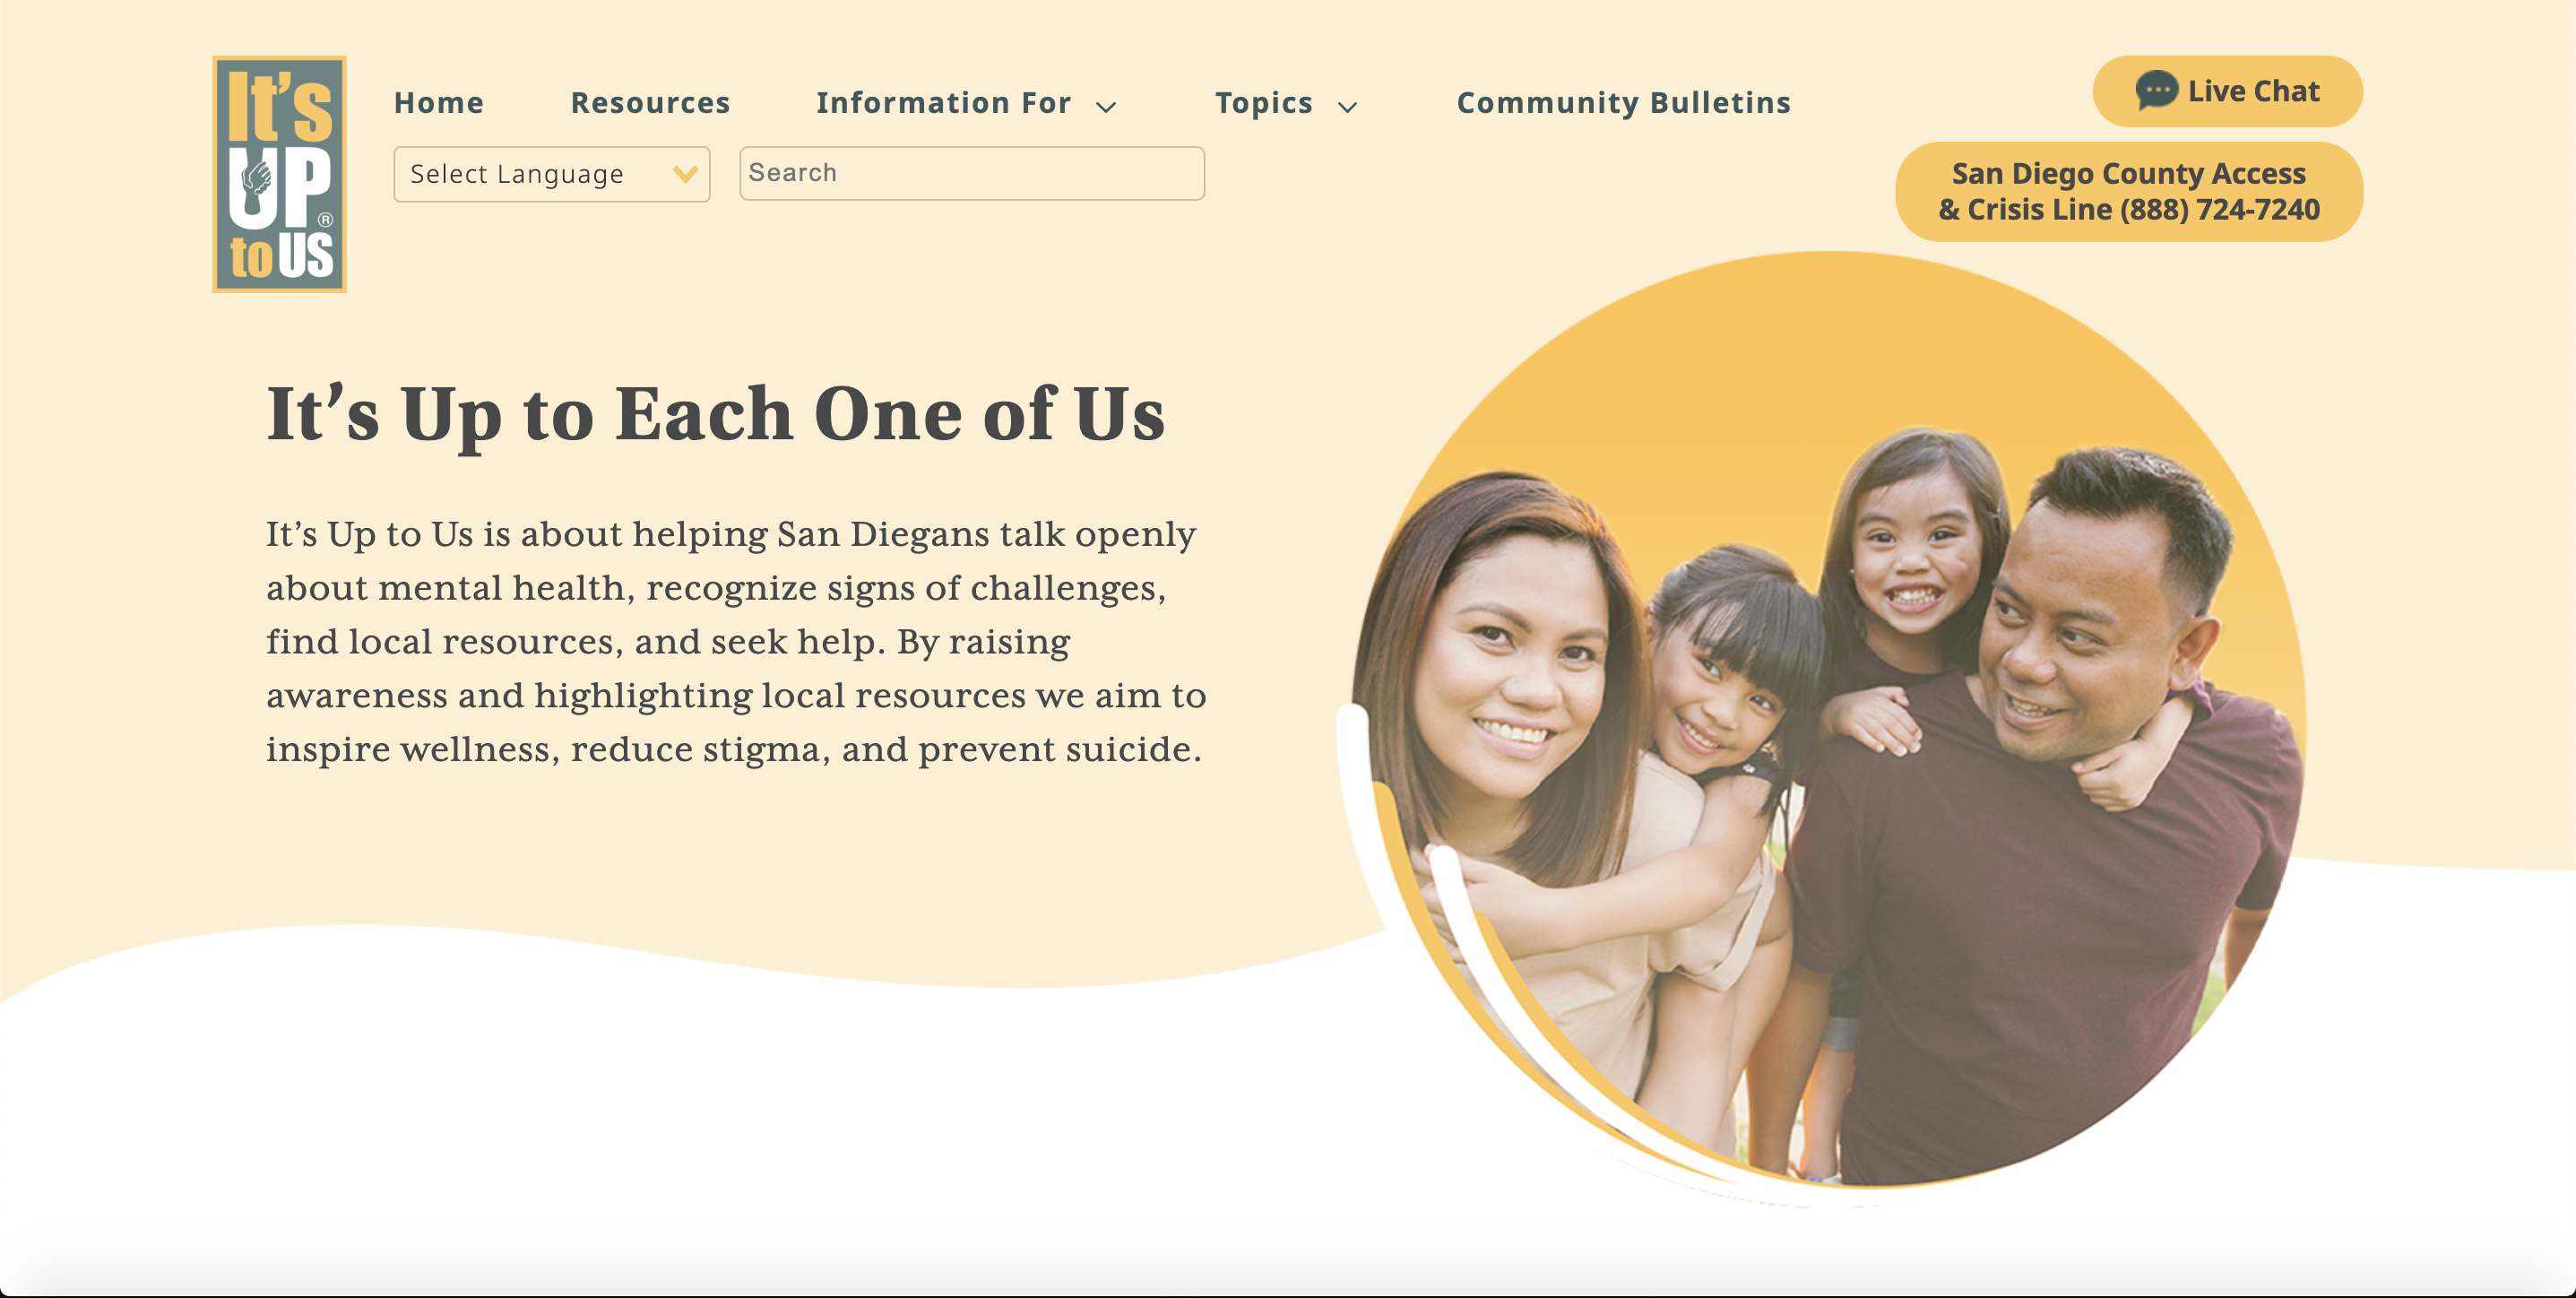 It's
UP®
to US
Home
Resources
Information For
Topics
Community Bulletins
Live Chat
Select Language
Search
San Diego County Access
& Crisis Line (888) 724-7240
It’s Up to Each One of Us
It’s Up to Us is about helping San Diegans talk openly
about mental health, recognize signs of challenges,
find local resources, and seek help. By raising
awareness and highlighting local resources we aim to
inspire wellness, reduce stigma, and prevent suicide.